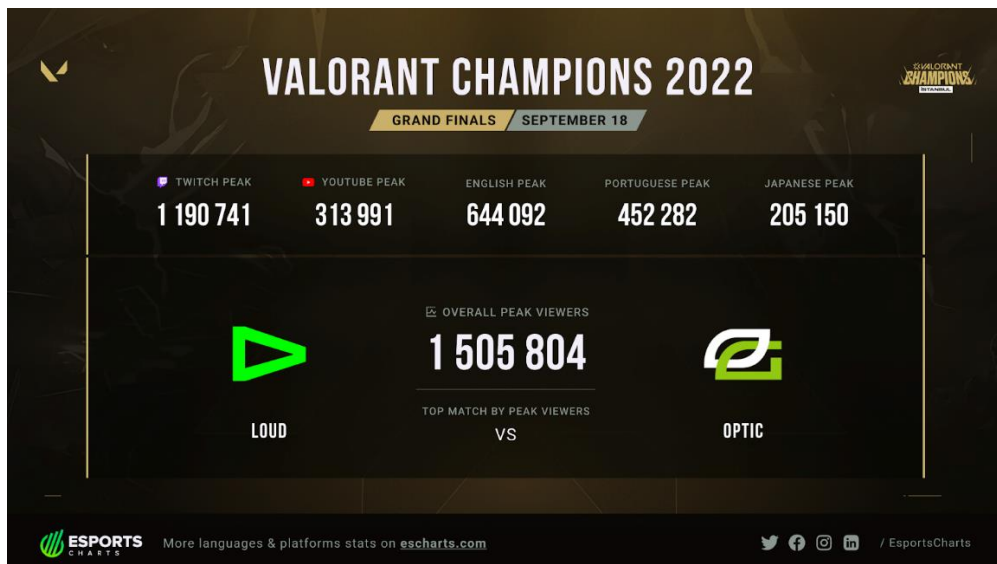 VALORANT CHAMPIONS 2022
VALORANT
CHAMPIONS
ISTANBUL
GRAND FINALS SEPTEMBER 18
TWITCH PEAK YOUTUBE PEAK ENGLISH PEAK PORTUGUESE PEAK JAPANESE PEAK
1 190 741 313 991 644 092 452 282 205 150
OVERALL PEAK VIEWERS
1 505 804
TOP MATCH BY PEAK VIEWERS
LOUD VS OPTIC
ESPORTS
CHARTS
More languages & platforms stats on escharts.com
/ EsportsCharts